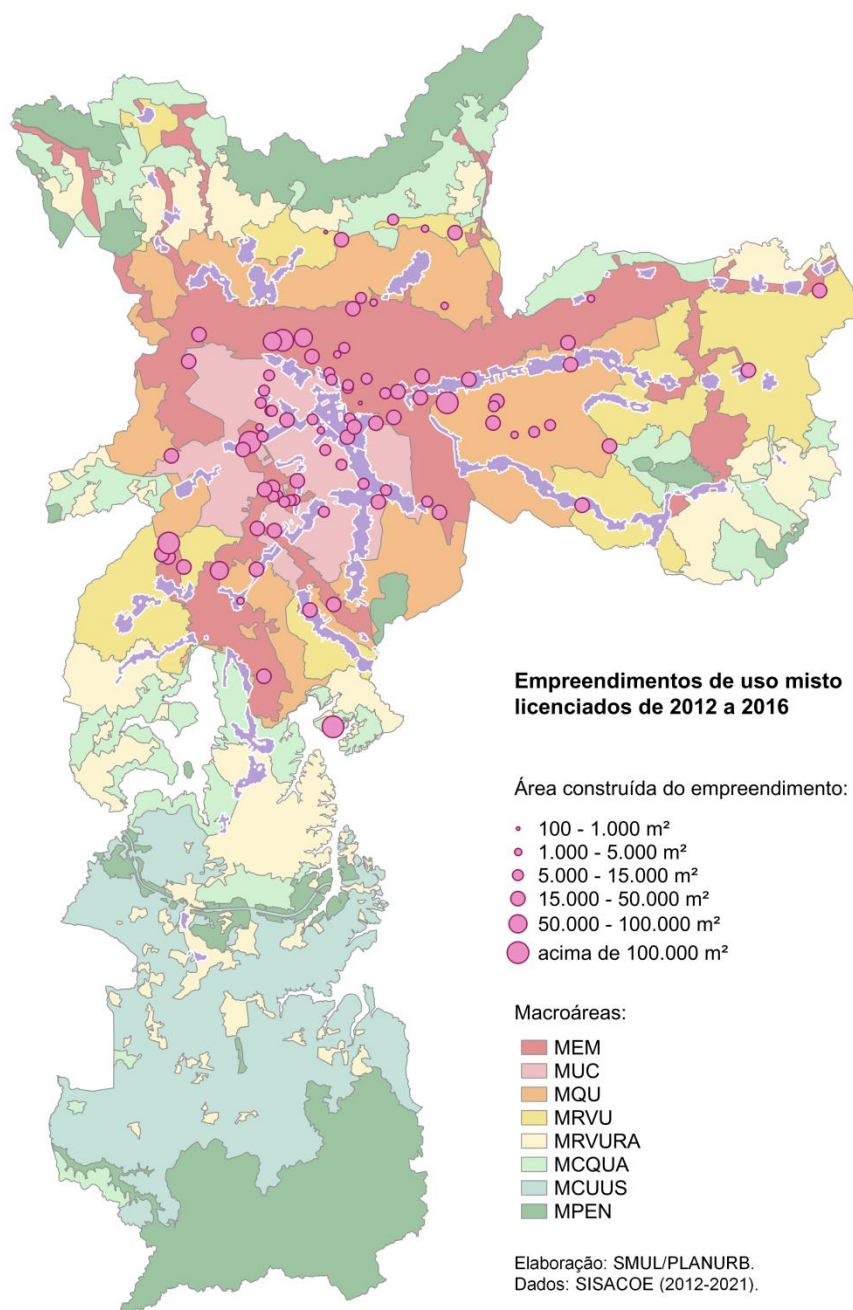 Empreendimentos de uso misto
licenciados de 2012 a 2016
Área construída do empreendimento:
100 - 1.000 m²
1.000 - 5.000 m²
5.000 - 15.000 m²
15.000 - 50.000 m²
50.000 - 100.000 m²
acima de 100.000 m²
Macroáreas:
MEM
MUC
MQU
MRVU
MRVURA
MCQUA
MCUUS
MPEN
Elaboração: SMUL/PLANURB.
Dados: SISACOE (2012-2021).